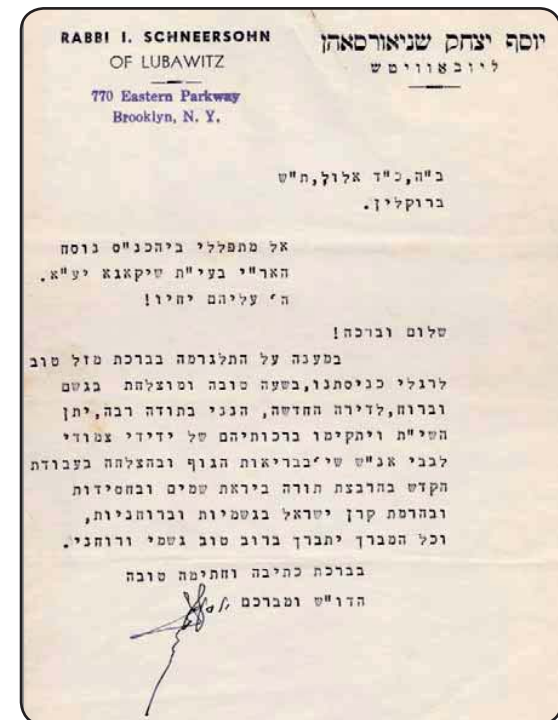 RABBI I. SCHNEERSOHN
OF LUBAWITZ
770 Eastern Parkway
Brooklyn, N. Y.
יוסף יצחק שניאורסאהן
ליובאוויטש
ב"ה, כ"ד אלול, ת"ש
ברוקלין.
אל מתפללי ביהכנ"ס נוסח
האר"י בעי"ת שיקאגא יע"א.
ה' עליהם יחיו!
שלום וברכה!
במענה על התלגרמה בברכת מזל טוב
לרגלי כניסתנו, בשעה טובה ומוצלחת בגשם
וברוח, לדירה החדשה, הנני בתודה רבה, יתן
השי"ת ויתקימו ברכותיהם של ידידי צמודי
לבבי אנ"ש שי' בבריאות הגוף ובהצלחה בעבודת
הקדש בהרבצת תורה ביראת שמים ובחסידות
ובהרמת קרן ישראל בגשמיות וברוחניות,
וכל המברך יתברך ברוב טוב גשמי ורוחני.
בברכת כתיבה וחתימה טובה
הדו"ש ומברכם